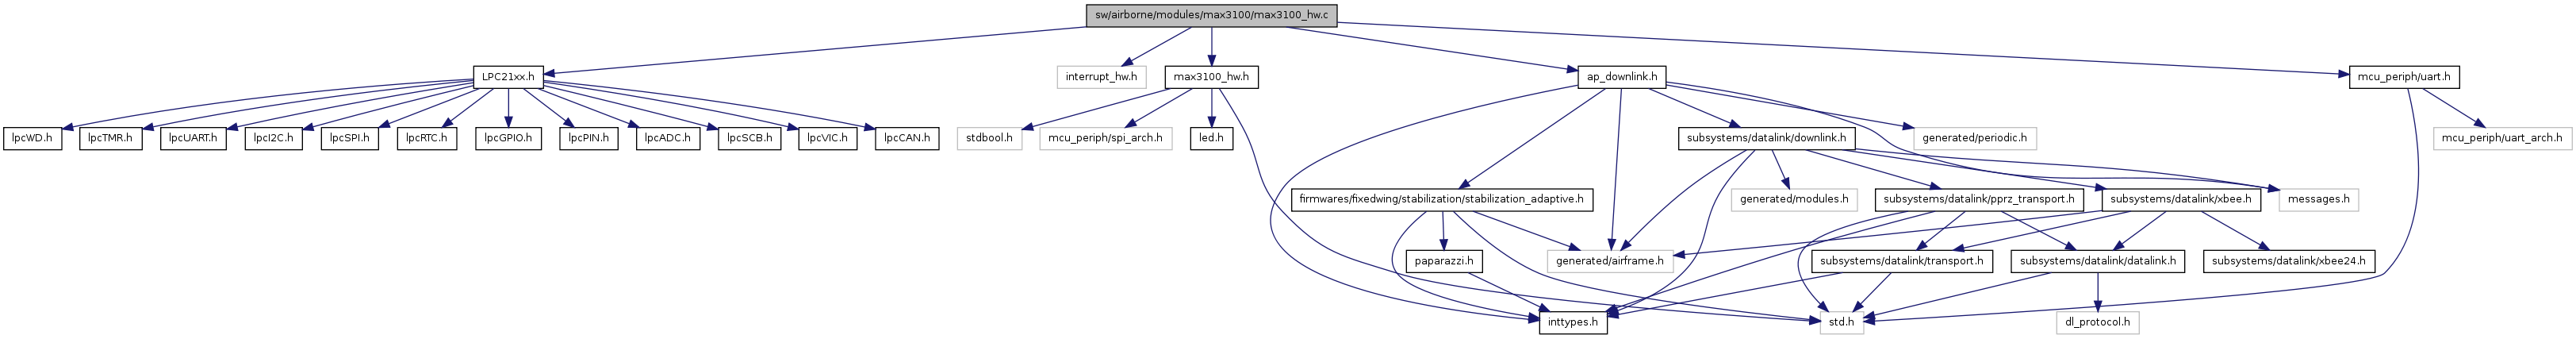 sw/airborne/modules/max3100/max3100_hw.c
LPC21xx.h
interrupt_hw.h
max3100_hw.h
ap_downlink.h
mcu_periph/uart.h
lpcWD.h
lpcTMR.h
lpcUART.h
lpcI2C.h
lpcSPI.h
lpcRTC.h
lpcGPIO.h
lpcPIN.h
lpcADC.h
lpcSCB.h
lpcVIC.h
lpcCAN.h
stdbool.h
mcu_periph/spi_arch.h
led.h
subsystems/datalink/downlink.h
generated/periodic.h
mcu_periph/uart_arch.h
firmwares/fixedwing/stabilization/stabilization_adaptive.h
generated/modules.h
subsystems/datalink/pprz_transport.h
subsystems/datalink/xbee.h
messages.h
paparazzi.h
generated/airframe.h
subsystems/datalink/transport.h
subsystems/datalink/datalink.h
subsystems/datalink/xbee24.h
inttypes.h
std.h
dl_protocol.h